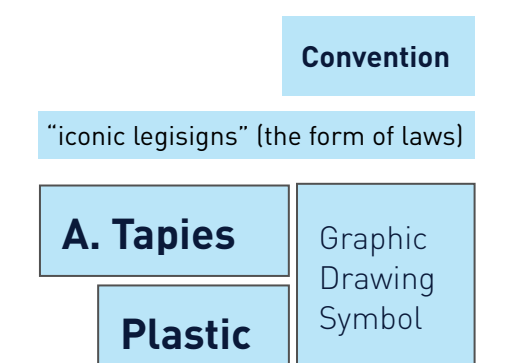 Convention
“iconic legisigns” (the form of laws)
A. Tapies
Graphic
Drawing
Symbol
Plastic